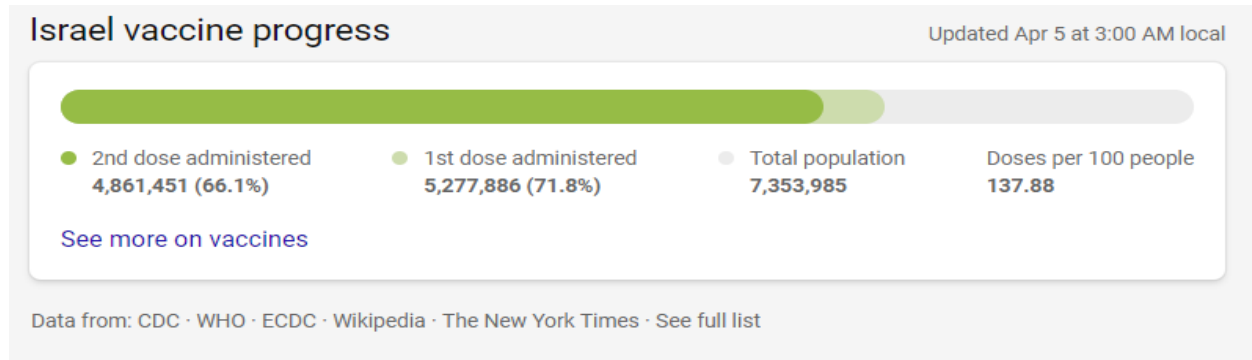 Israel vaccine progress
Updated Apr 5 at 3:00 AM local
2nd dose administered
4,861,451 (66.1%)
1st dose administered
5,277,886 (71.8%)
Total population
7,353,985
Doses per 100 people
137.88
See more on vaccines
Data from: CDC · WHO · ECDC · Wikipedia · The New York Times · See full list